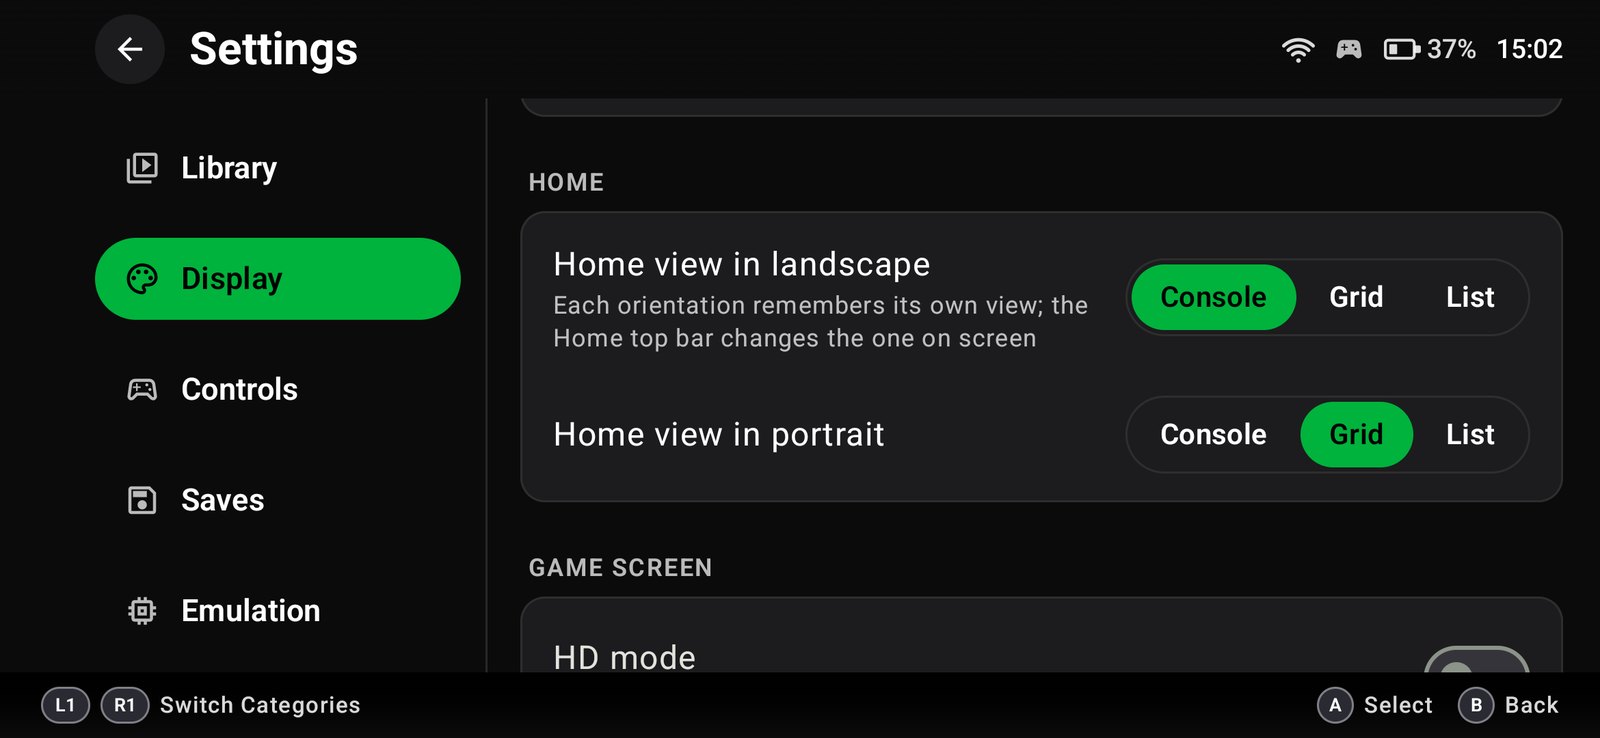 Settings
37% 15:02
Library
Display
Controls
Saves
Emulation
HOME
Home view in landscape
Each orientation remembers its own view; the
Home top bar changes the one on screen
Console Grid List
Home view in portrait
Console Grid List
GAME SCREEN
HD mode
L1 R1 Switch Categories
A Select B Back